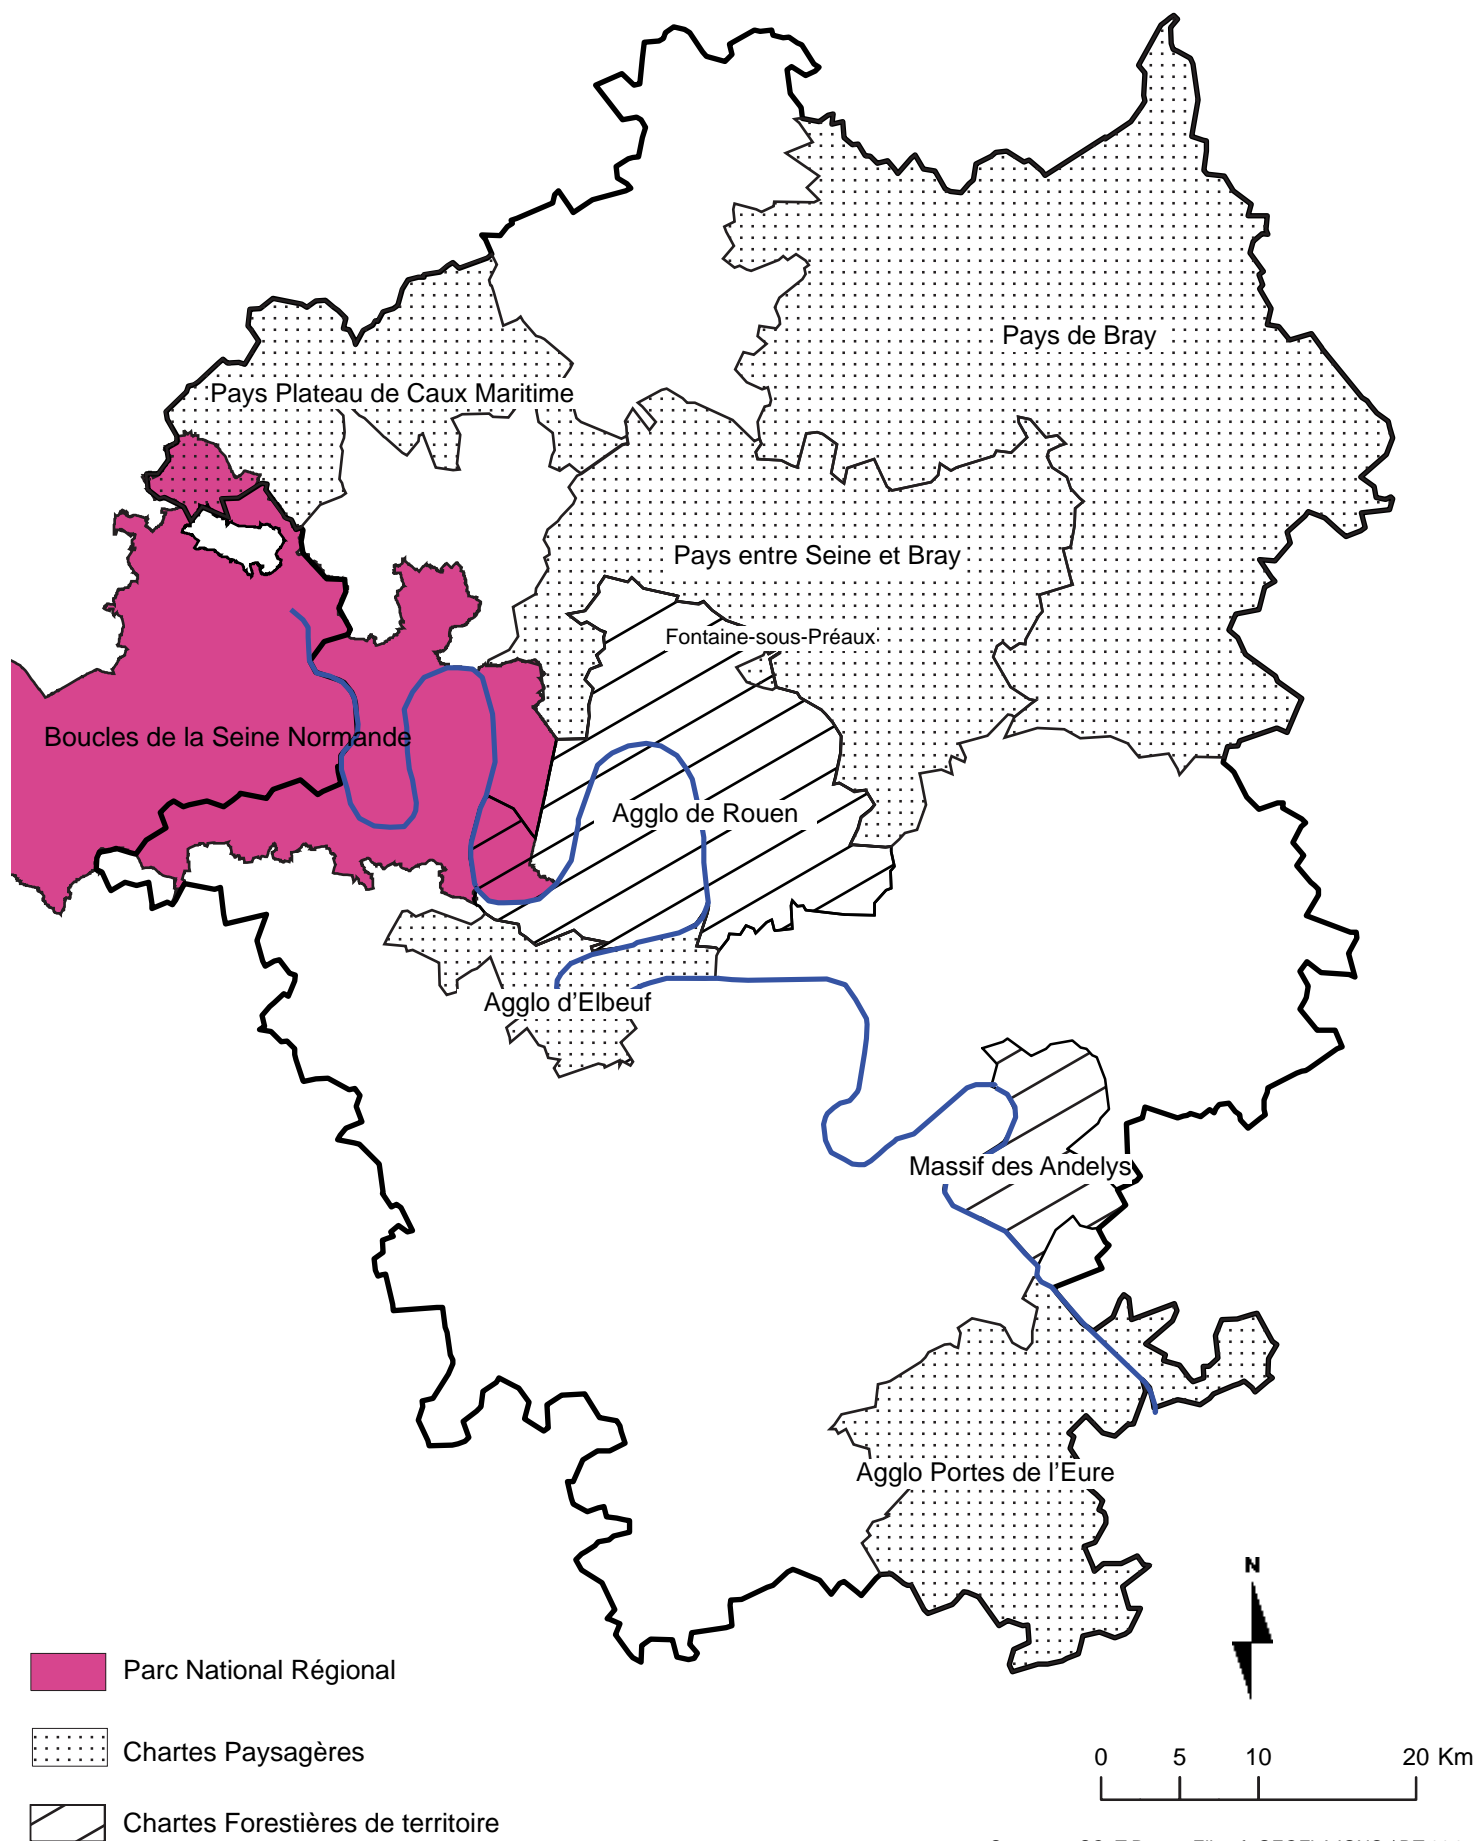 Pays de Bray
Pays Plateau de Caux Maritime
Pays entre Seine et Bray
Fontaine-sous-Préaux
Boucles de la Seine Normande
Agglo de Rouen
Agglo d’Elbeuf
Massif des Andelys
Agglo Portes de l’Eure
N
Parc National Régional
Chartes Paysagères
Chartes Forestières de territoire
0 5 10 20 Km